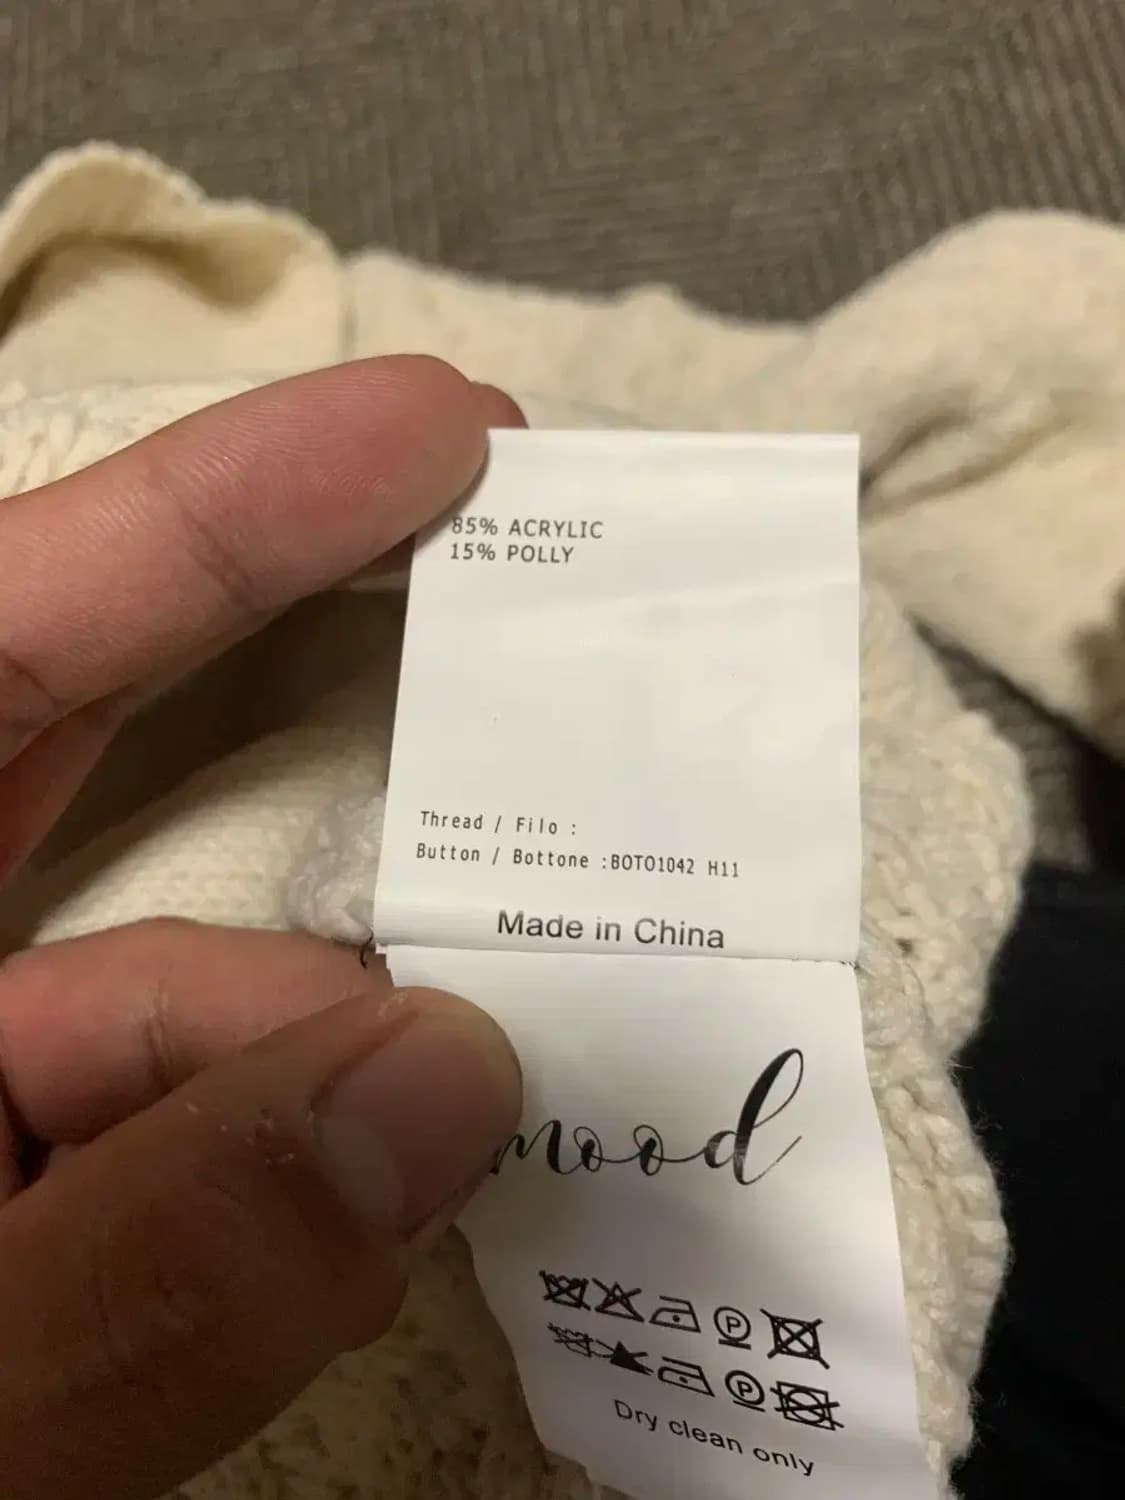 85% ACRYLIC
15% POLLY
Thread / Filo :
Button / Bottone :BOTO1042 H11
Made in China
mood
P
P
Dry clean only